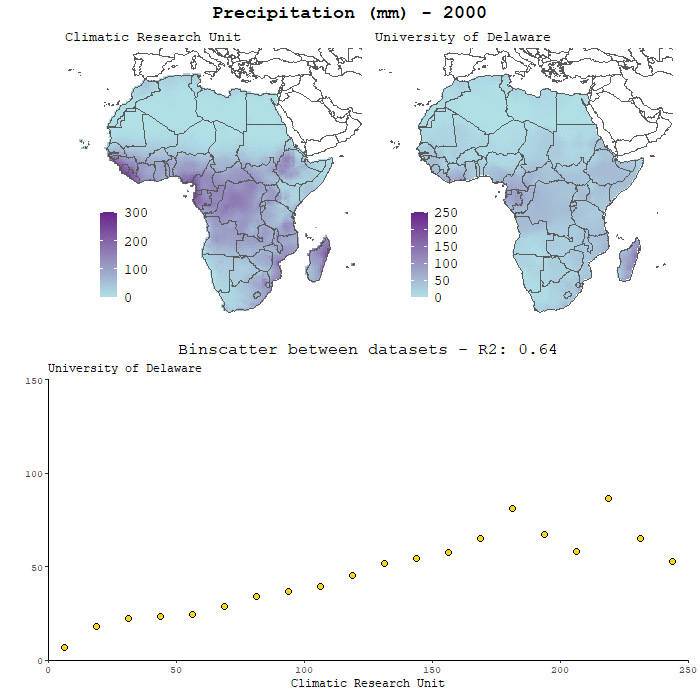 Precipitation (mm) - 2000
Climatic Research Unit
University of Delaware
300
200
100
0
250
200
150
100
50
0
Binscatter between datasets - R2: 0.64
University of Delaware
150
100
50
0
0 50 100 150 200 250
Climatic Research Unit